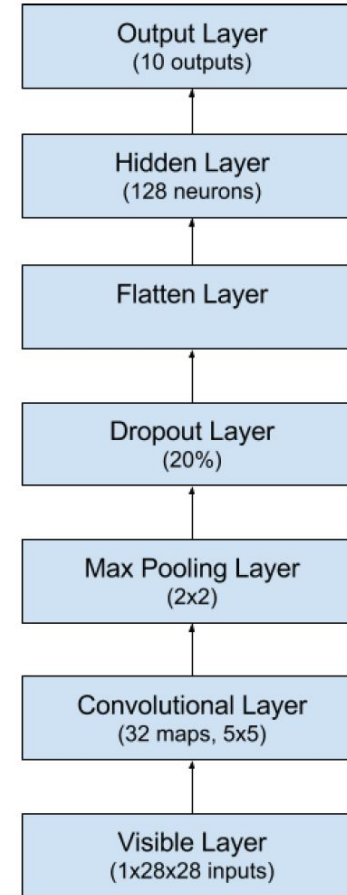 Output Layer
(10 outputs)
Hidden Layer
(128 neurons)
Flatten Layer
Dropout Layer
(20%)
Max Pooling Layer
(2x2)
Convolutional Layer
(32 maps, 5x5)
Visible Layer
(1x28x28 inputs)